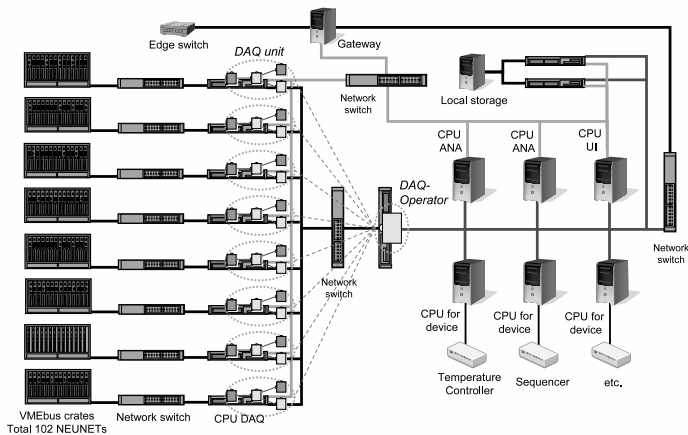 Edge switch
Gateway
DAQ unit
Network
switch
Local storage
CPU
ANA
CPU
ANA
CPU
UI
DAQ-
Operator
Network
switch
Network
switch
CPU for
device
CPU for
device
CPU for
device
Temperature
Controller
Sequencer
etc.
VMEbus crates
Total 102 NEUNETs
Network switch
CPU DAQ